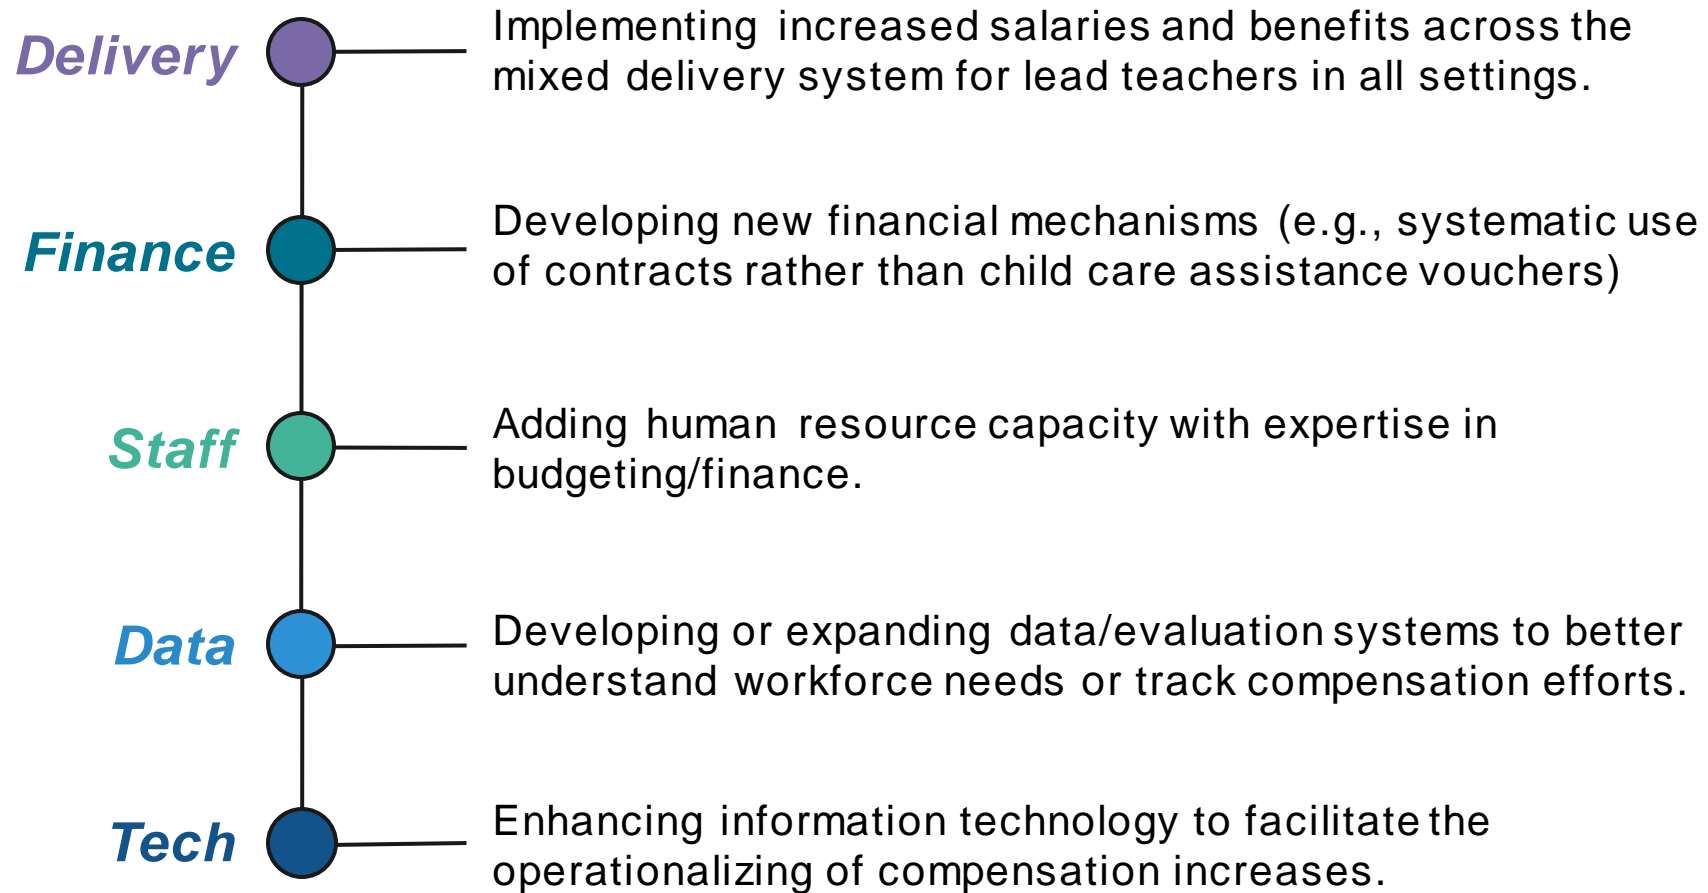 Delivery
Implementing increased salaries and benefits across the
mixed delivery system for lead teachers in all settings.
Finance
Developing new financial mechanisms (e.g., systematic use
of contracts rather than child care assistance vouchers)
Staff
Adding human resource capacity with expertise in
budgeting/finance.
Data
Developing or expanding data/evaluation systems to better
understand workforce needs or track compensation efforts.
Tech
Enhancing information technology to facilitate the
operationalizing of compensation increases.